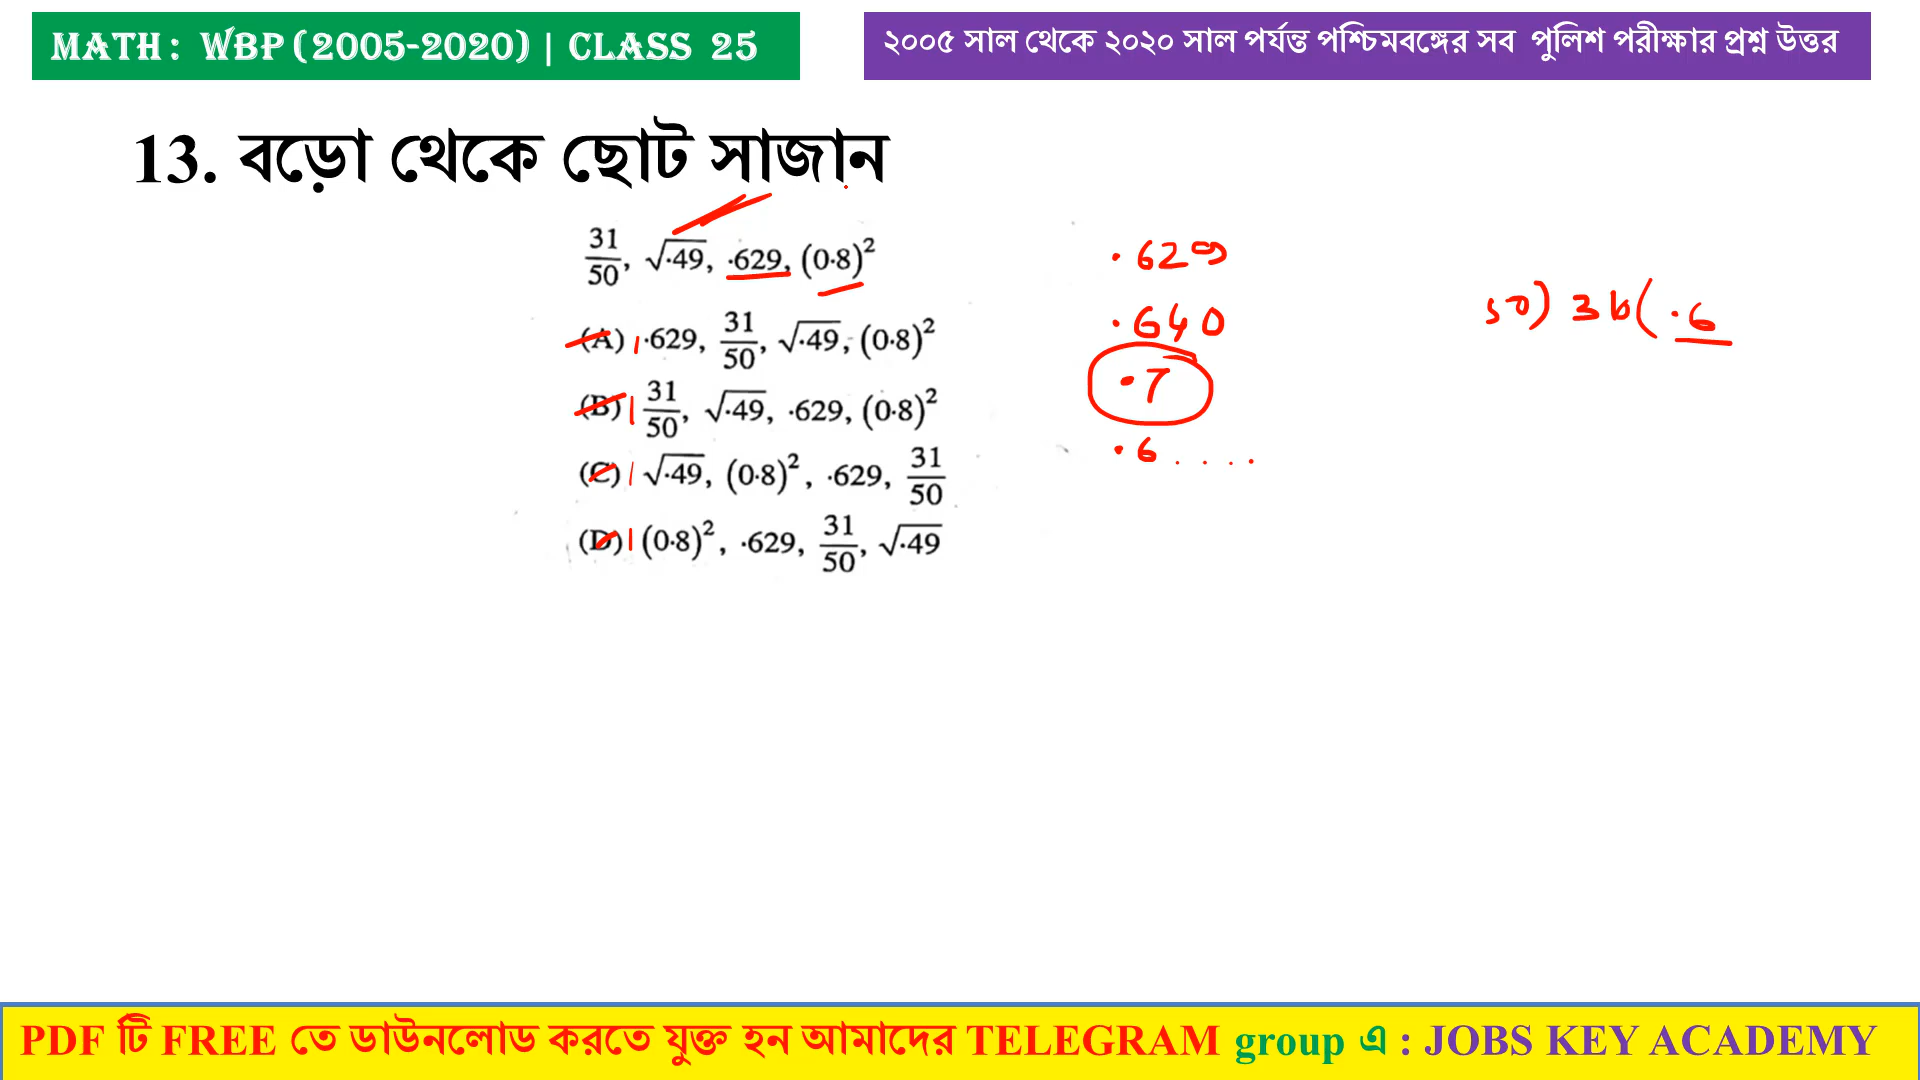 MATH : WBP (2005-2020) | CLASS 25
২০০৫ সাল থেকে ২০২০ সাল পর্যন্ত পশ্চিমবঙ্গের সব পুলিশ পরীক্ষার প্রশ্ন উত্তর
13. বড়ো থেকে ছোট সাজান
31/50, √·49, ·629, (0·8)²
(A) ·629, 31/50, √·49, (0·8)²
(B) 31/50, √·49, ·629, (0·8)²
(C) √·49, (0·8)², ·629, 31/50
(D) (0·8)², ·629, 31/50, √·49
·629
·640
·7
·6 . . . .
·6
PDF টি FREE তে ডাউনলোড করতে যুক্ত হন আমাদের TELEGRAM group এ : JOBS KEY ACADEMY